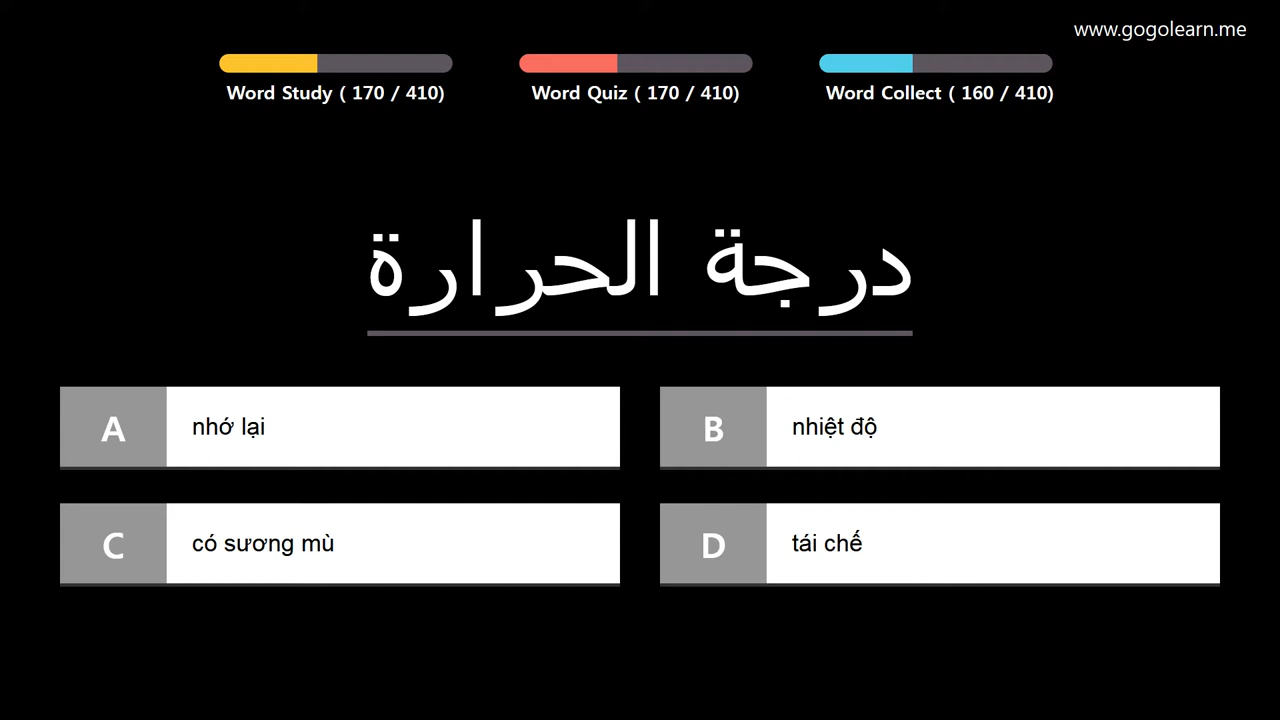 www.gogolearn.me
Word Study ( 170 / 410)
Word Quiz ( 170 / 410)
Word Collect ( 160 / 410)
درجة الحرارة
A nhớ lại
B nhiệt độ
C có sương mù
D tái chế